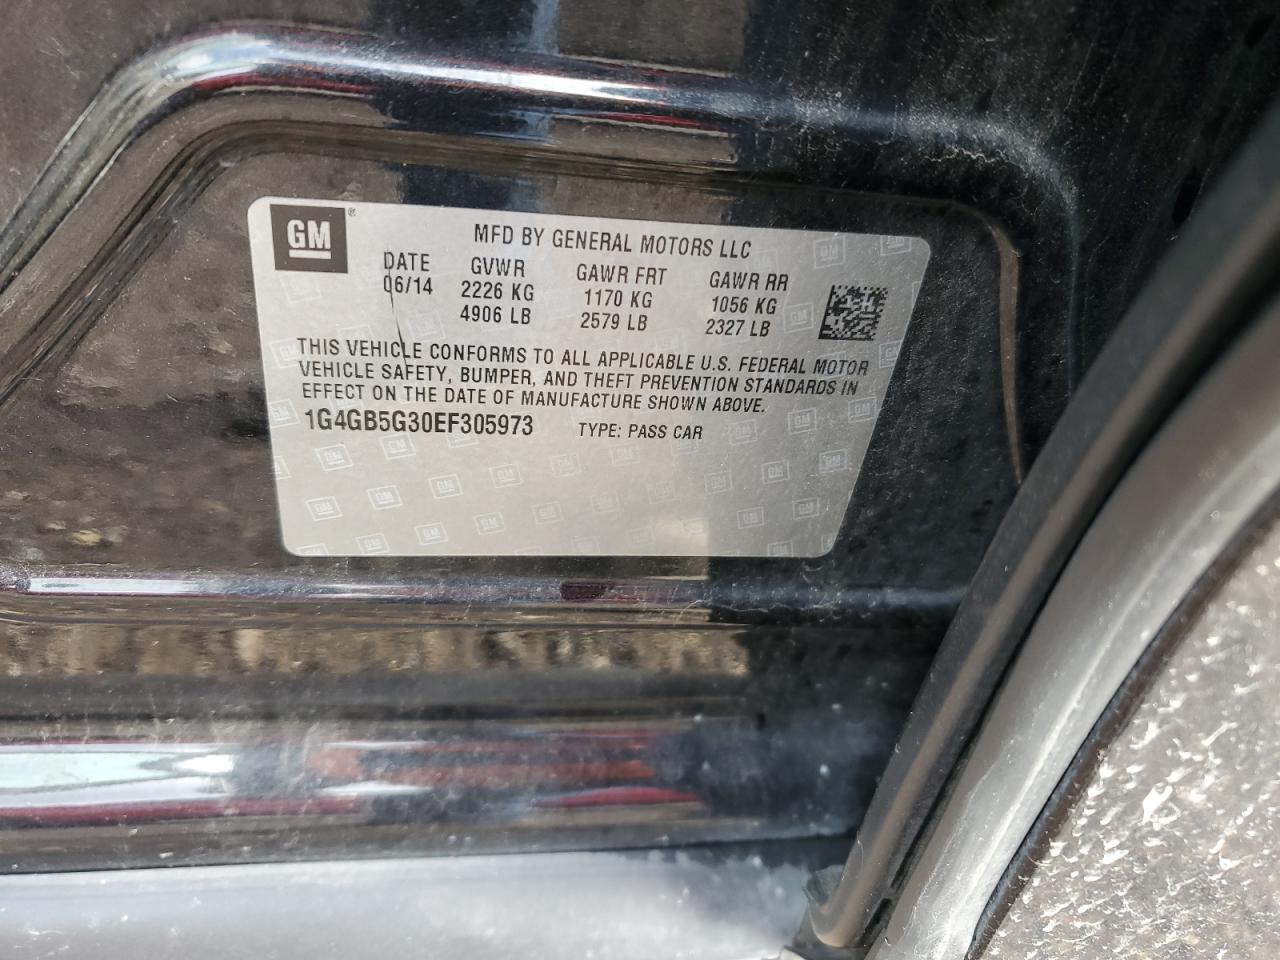 GM®
MFD BY GENERAL MOTORS LLC
DATE GVWR GAWR FRT GAWR RR
06/14 2226 KG 1170 KG 1056 KG
4906 LB 2579 LB 2327 LB
THIS VEHICLE CONFORMS TO ALL APPLICABLE U.S. FEDERAL MOTOR
VEHICLE SAFETY, BUMPER, AND THEFT PREVENTION STANDARDS IN
EFFECT ON THE DATE OF MANUFACTURE SHOWN ABOVE.
1G4GB5G30EF305973 TYPE: PASS CAR